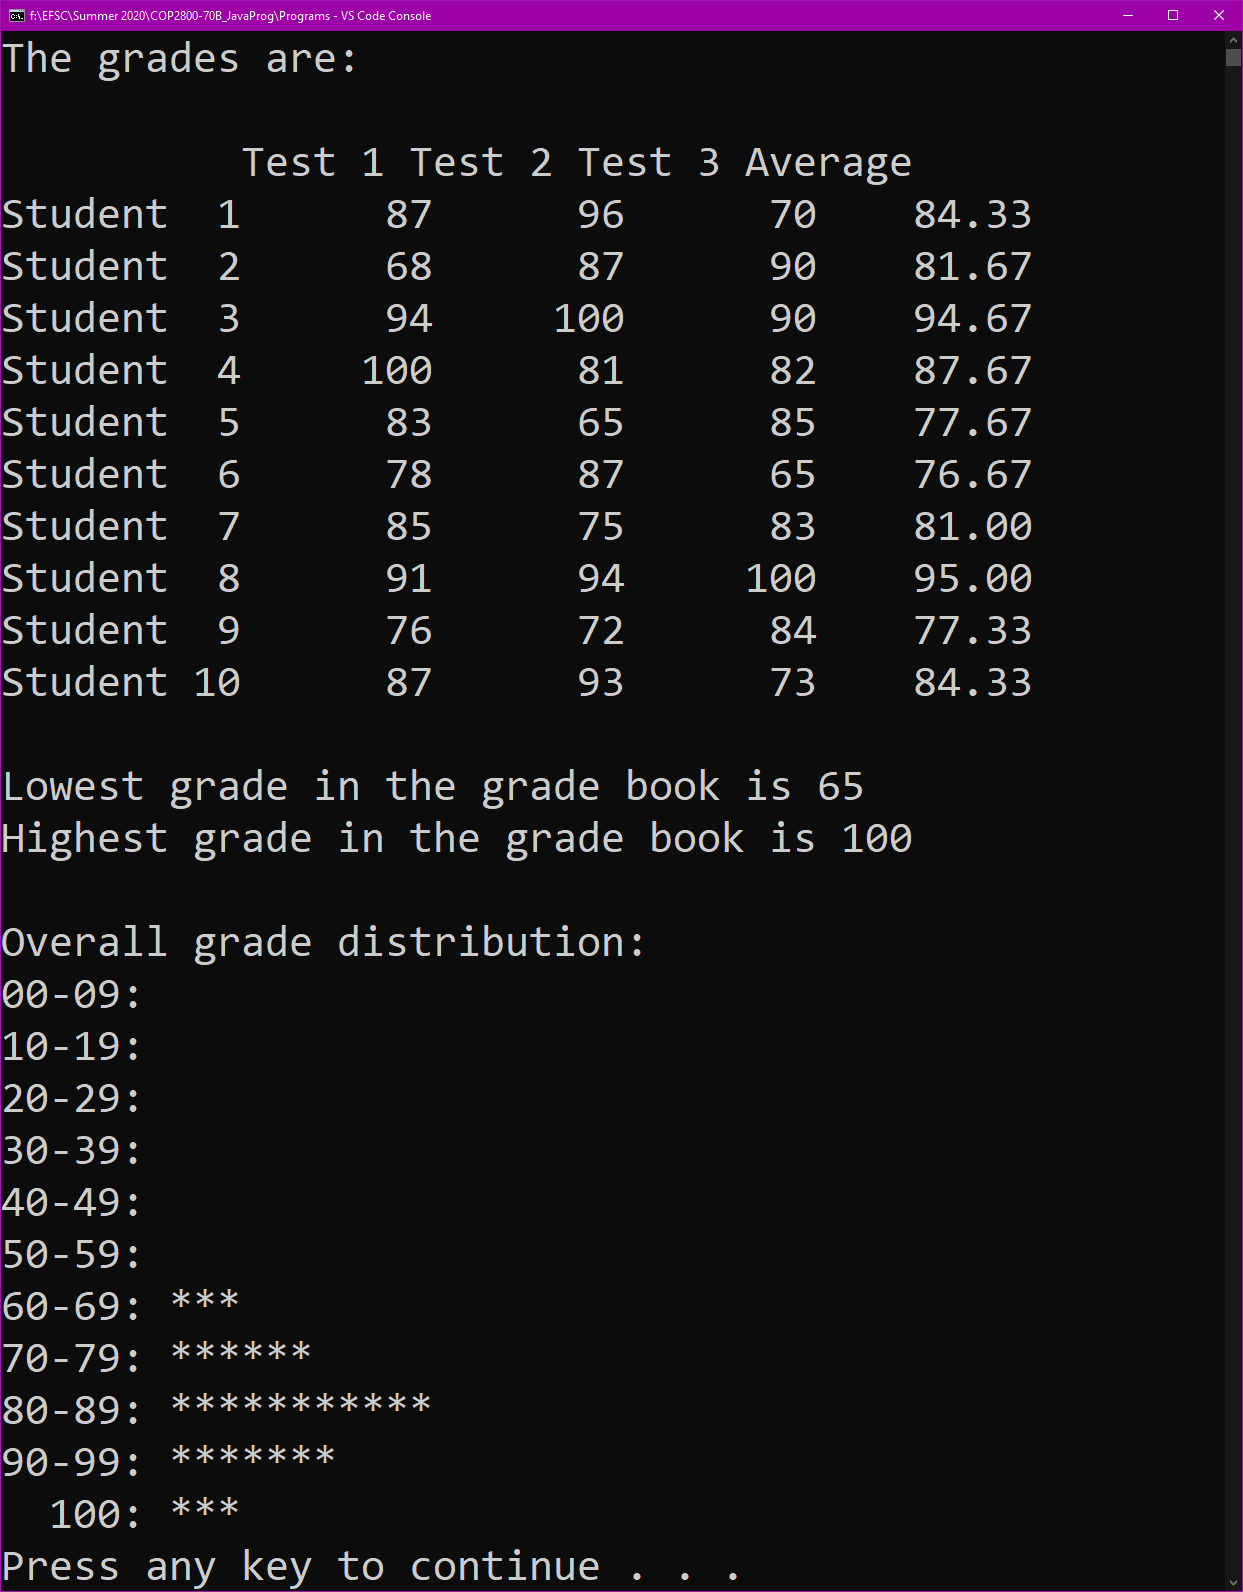 f:\EFSC\Summer 2020\COP2800-70B_JavaProg\Programs - VS Code Console
The grades are:
Test 1 Test 2 Test 3 Average
Student  1      87      96      70    84.33
Student  2      68      87      90    81.67
Student  3      94     100      90    94.67
Student  4     100      81      82    87.67
Student  5      83      65      85    77.67
Student  6      78      87      65    76.67
Student  7      85      75      83    81.00
Student  8      91      94     100    95.00
Student  9      76      72      84    77.33
Student 10      87      93      73    84.33
Lowest grade in the grade book is 65
Highest grade in the grade book is 100
Overall grade distribution:
00-09:
10-19:
20-29:
30-39:
40-49:
50-59:
60-69: ***
70-79: ******
80-89: ***********
90-99: *******
100: ***
Press any key to continue . . .